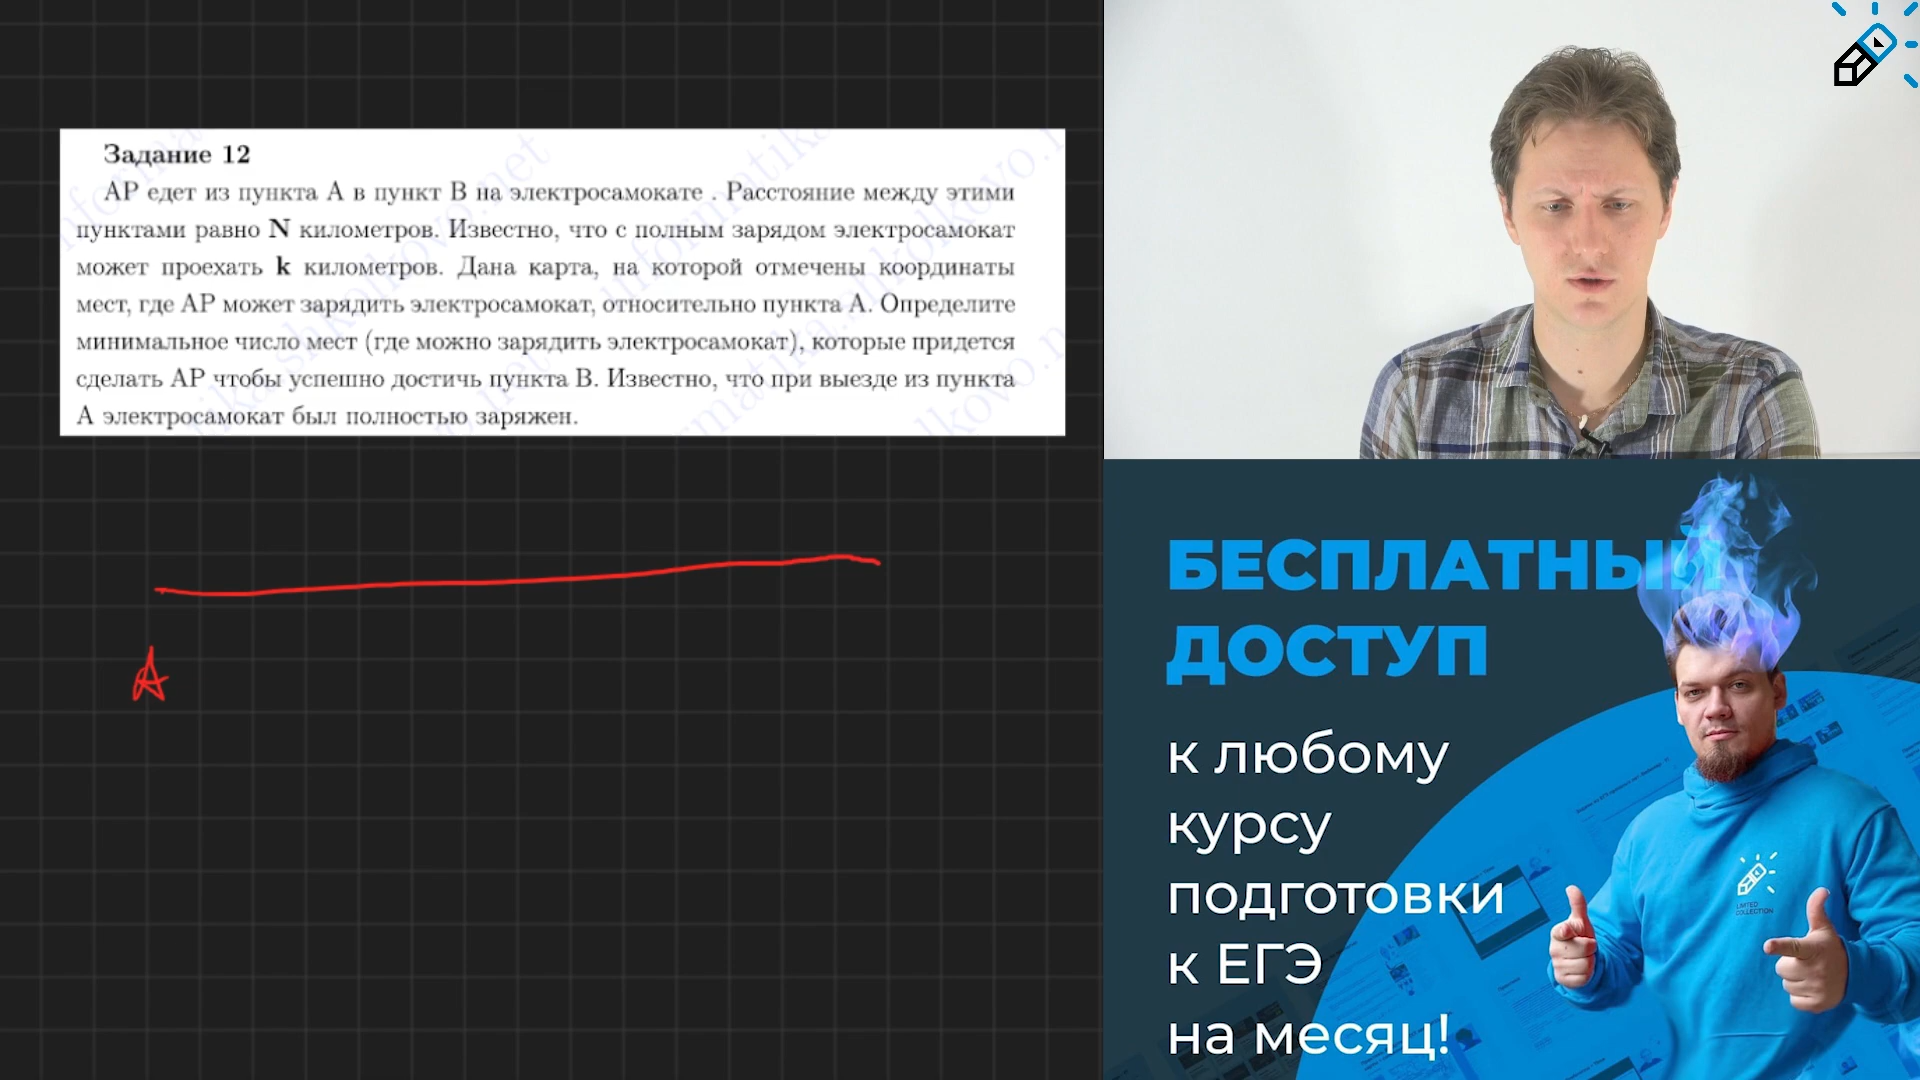 Задание 12
АР едет из пункта А в пункт В на электросамокате . Расстояние между этими
пунктами равно N километров. Известно, что с полным зарядом электросамокат
может проехать k километров. Дана карта, на которой отмечены координаты
мест, где АР может зарядить электросамокат, относительно пункта А. Определите
минимальное число мест (где можно зарядить электросамокат), которые придется
сделать АР чтобы успешно достичь пункта В. Известно, что при выезде из пункта
А электросамокат был полностью заряжен.
А
БЕСПЛАТНЫЙ
ДОСТУП
к любому
курсу
подготовки
к ЕГЭ
на месяц!
LIMITED
COLLECTION